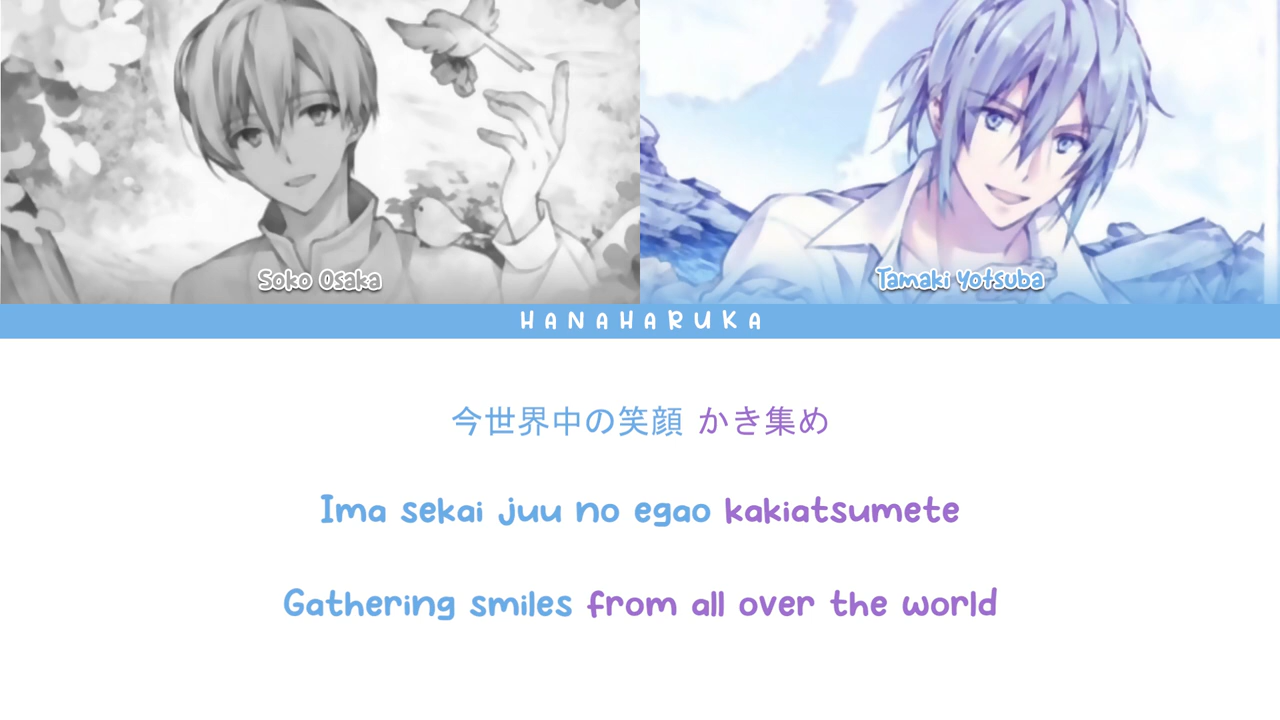 Soko Osaka
Tamaki Yotsuba
HANAHARUKA
今世界中の笑顔 かき集め
Ima sekai juu no egao kakiatsumete
Gathering smiles from all over the world